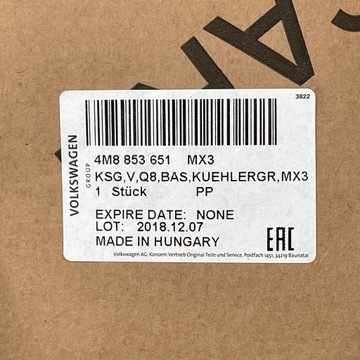 3822
VOLKSWAGEN
GROUP
4M8 853 651 MX3
KSG,V,Q8,BAS,KUEHLERGR,MX3
1 Stück PP
EXPIRE DATE: NONE
LOT: 2018.12.07
MADE IN HUNGARY
EAC
Volkswagen AG, Konzern Vertrieb Original Teile und Service, Postfach 1451, 34219 Baunatal